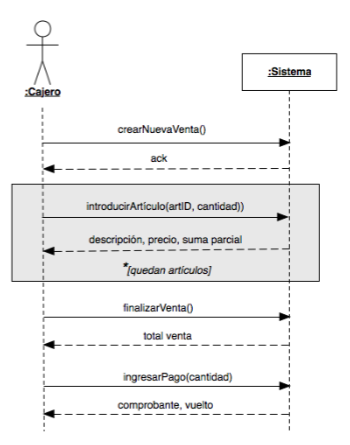 :Sistema
:Cajero
crearNuevaVenta()
ack
introducirArtículo(artID, cantidad))
descripción, precio, suma parcial
*[quedan artículos]
finalizarVenta()
total venta
ingresarPago(cantidad)
comprobante, vuelto